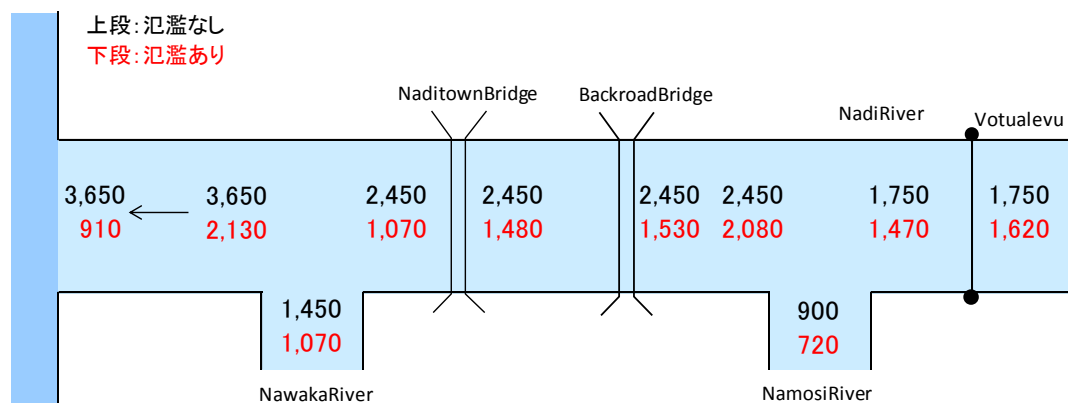 上段:氾濫なし
下段:氾濫あり
NaditownBridge
BackroadBridge
NadiRiver
Votualevu
3,650 3,650 2,450 2,450 2,450 2,450 1,750 1,750
910 2,130 1,070 1,480 1,530 2,080 1,470 1,620
1,450 900
1,070 720
NawakaRiver NamosiRiver